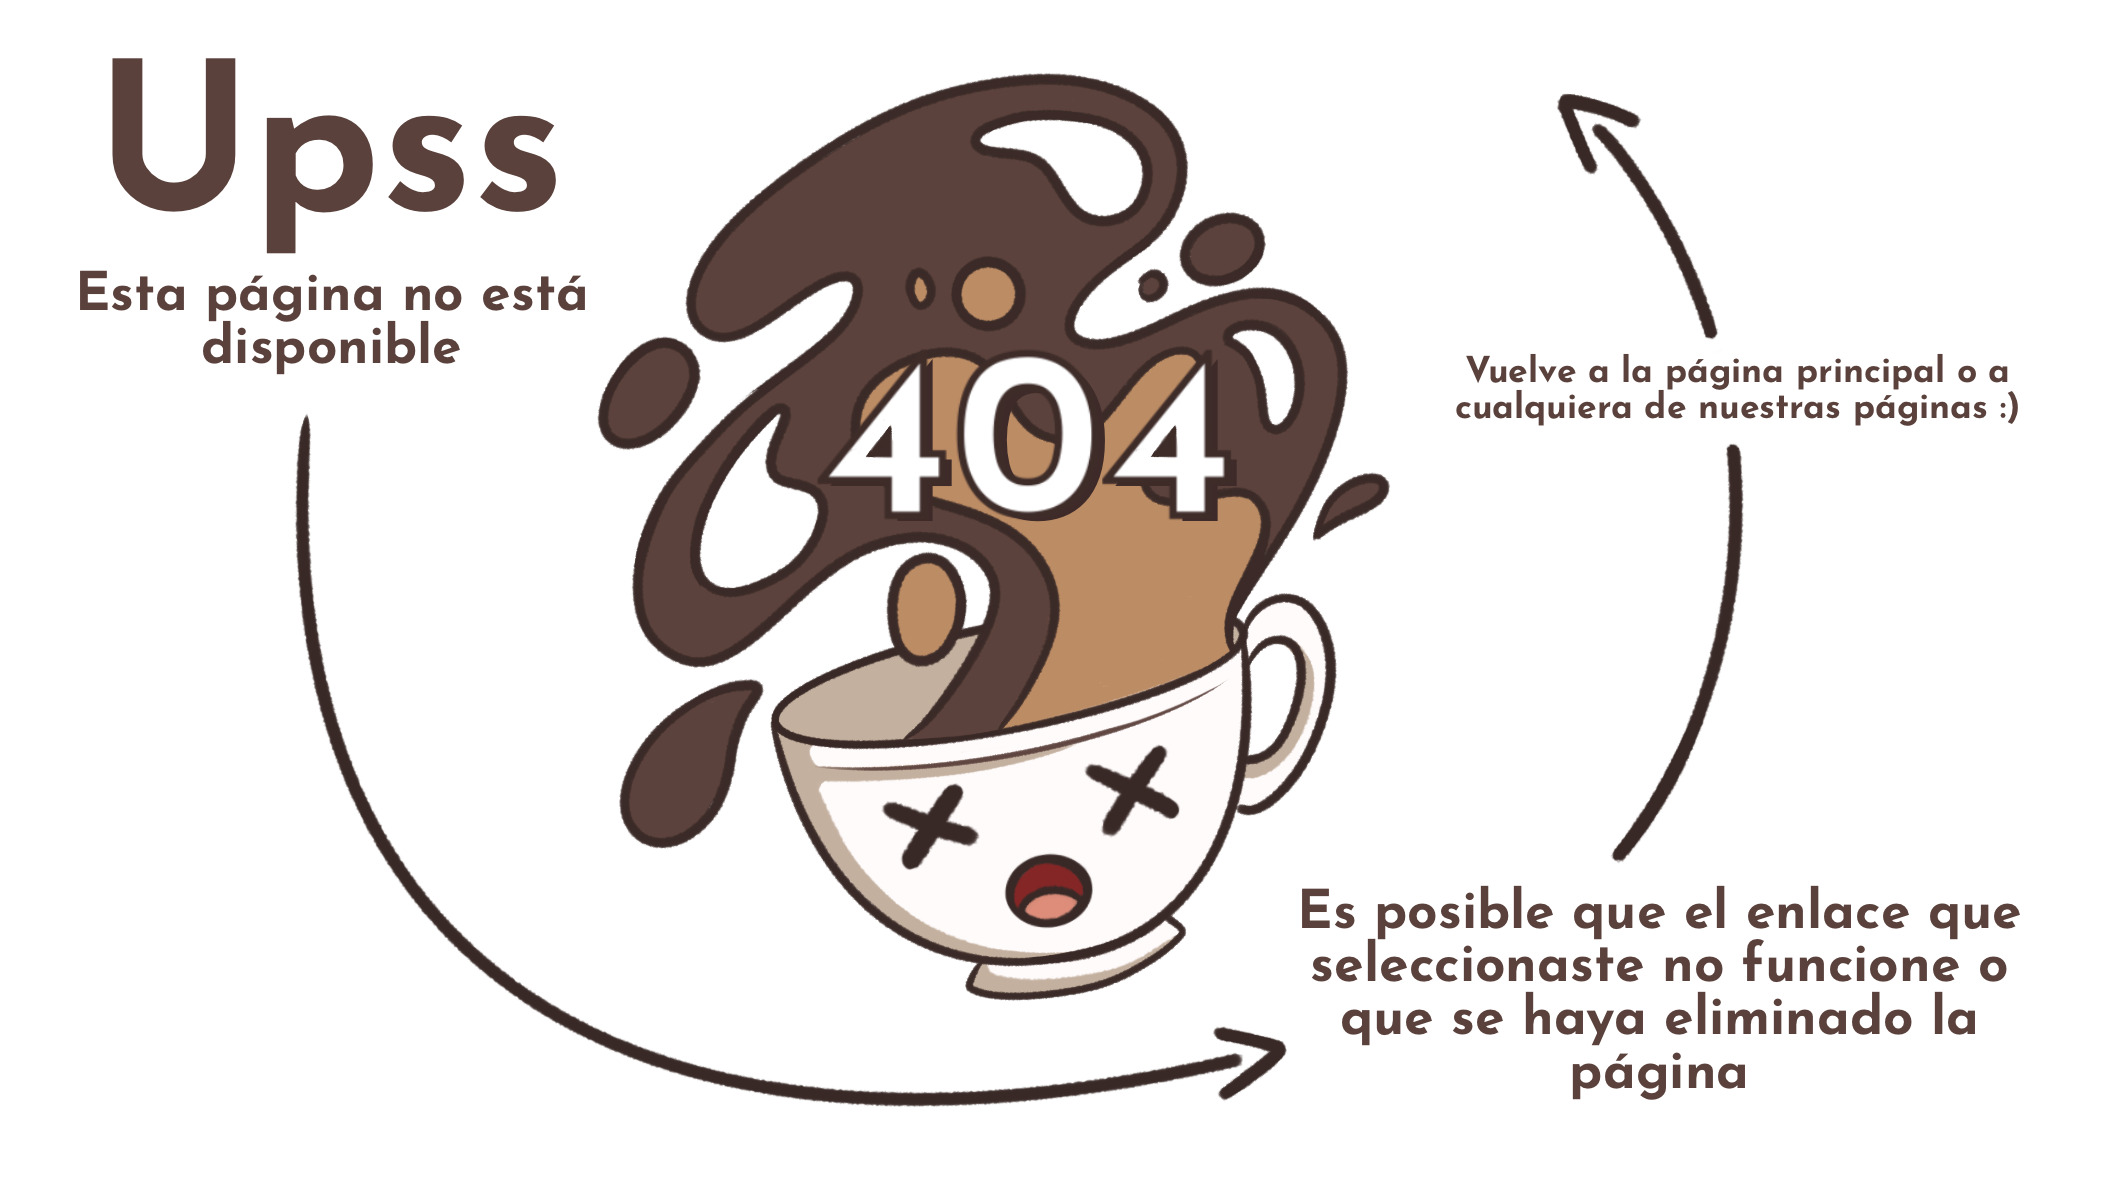 Upss
Esta página no está
disponible
404
Vuelve a la página principal o a
cualquiera de nuestras páginas :)
Es posible que el enlace que
seleccionaste no funcione o
que se haya eliminado la
página